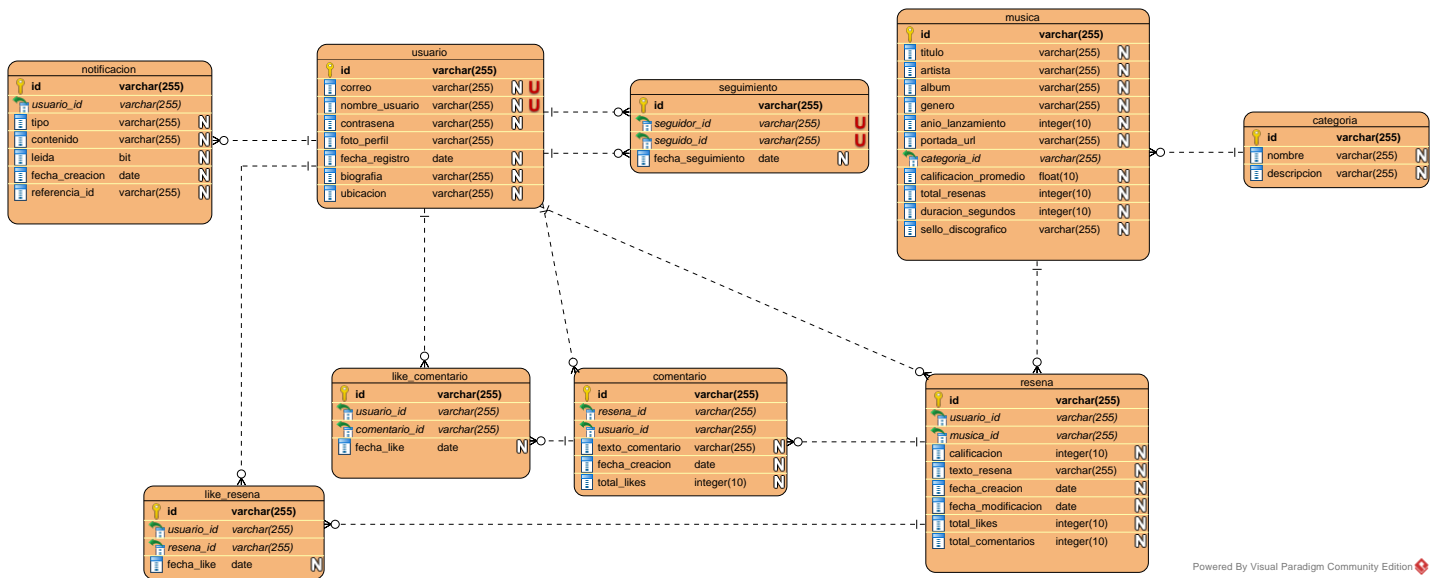 notificacion
id varchar(255)
usuario_id varchar(255)
tipo varchar(255) N
contenido varchar(255) N
leida bit N
fecha_creacion date N
referencia_id varchar(255) N
usuario
id varchar(255)
correo varchar(255) N U
nombre_usuario varchar(255) N U
contrasena varchar(255) N
foto_perfil varchar(255)
fecha_registro date N
biografia varchar(255) N
ubicacion varchar(255) N
seguimiento
id varchar(255)
seguidor_id varchar(255) U
seguido_id varchar(255) U
fecha_seguimiento date N
musica
id varchar(255)
titulo varchar(255) N
artista varchar(255) N
album varchar(255) N
genero varchar(255) N
anio_lanzamiento integer(10) N
portada_url varchar(255) N
categoria_id varchar(255)
calificacion_promedio float(10) N
total_resenas integer(10) N
duracion_segundos integer(10) N
sello_discografico varchar(255) N
categoria
id varchar(255)
nombre varchar(255) N
descripcion varchar(255) N
like_comentario
id varchar(255)
usuario_id varchar(255)
comentario_id varchar(255)
fecha_like date N
comentario
id varchar(255)
resena_id varchar(255)
usuario_id varchar(255)
texto_comentario varchar(255) N
fecha_creacion date N
total_likes integer(10) N
resena
id varchar(255)
usuario_id varchar(255)
musica_id varchar(255)
calificacion integer(10) N
texto_resena varchar(255) N
fecha_creacion date N
fecha_modificacion date N
total_likes integer(10) N
total_comentarios integer(10) N
like_resena
id varchar(255)
usuario_id varchar(255)
resena_id varchar(255)
fecha_like date N
Powered By Visual Paradigm Community Edition